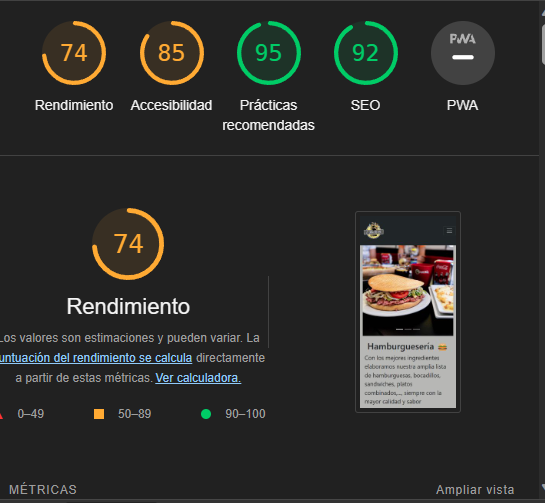 74
85
95
92
PWA
Rendimiento
Accesibilidad
Prácticas
recomendadas
SEO
PWA
74
Rendimiento
Los valores son estimaciones y pueden variar. La
puntuación del rendimiento se calcula directamente
a partir de estas métricas. Ver calculadora.
0–49
50–89
90–100
Hamburguesería
Con los mejores ingredientes
elaboramos nuestra amplia lista
de hamburguesas, bocadillos,
sandwiches, platos
combinados,..., siempre con la
mayor calidad y sabor
MÉTRICAS
Ampliar vista